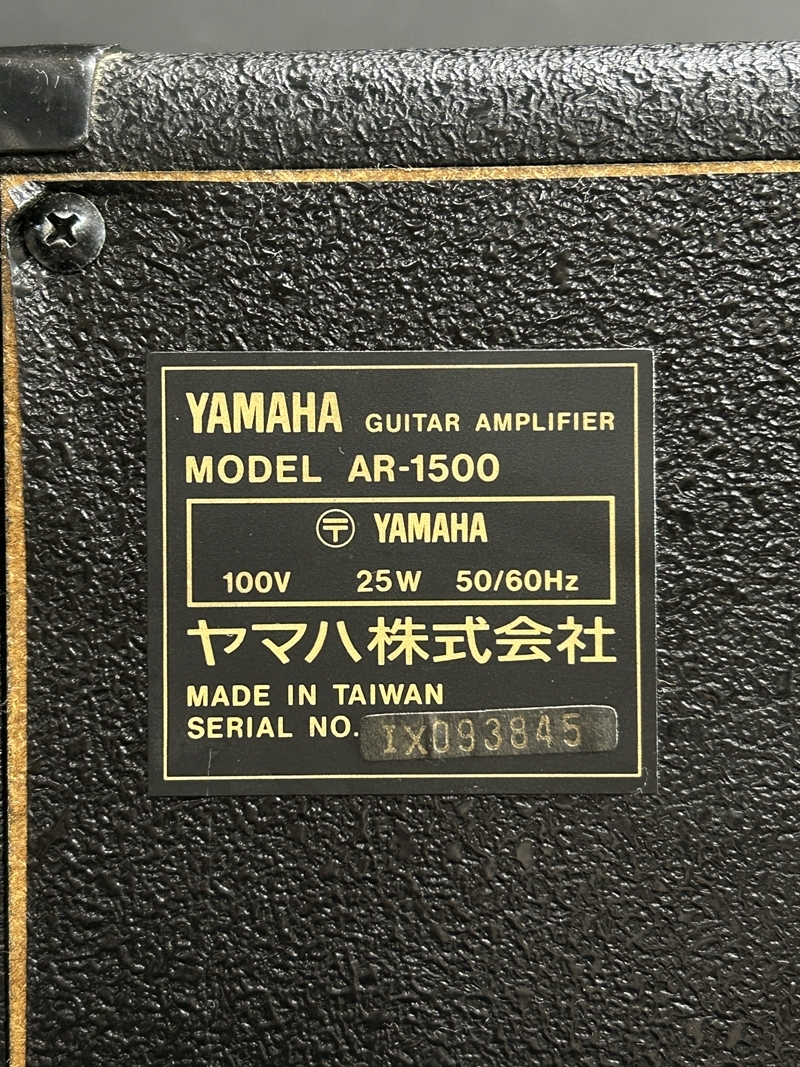 YAMAHA GUITAR AMPLIFIER
MODEL AR-1500
〶 YAMAHA
100V 25W 50/60Hz
ヤマハ株式会社
MADE IN TAIWAN
SERIAL NO. IX093845